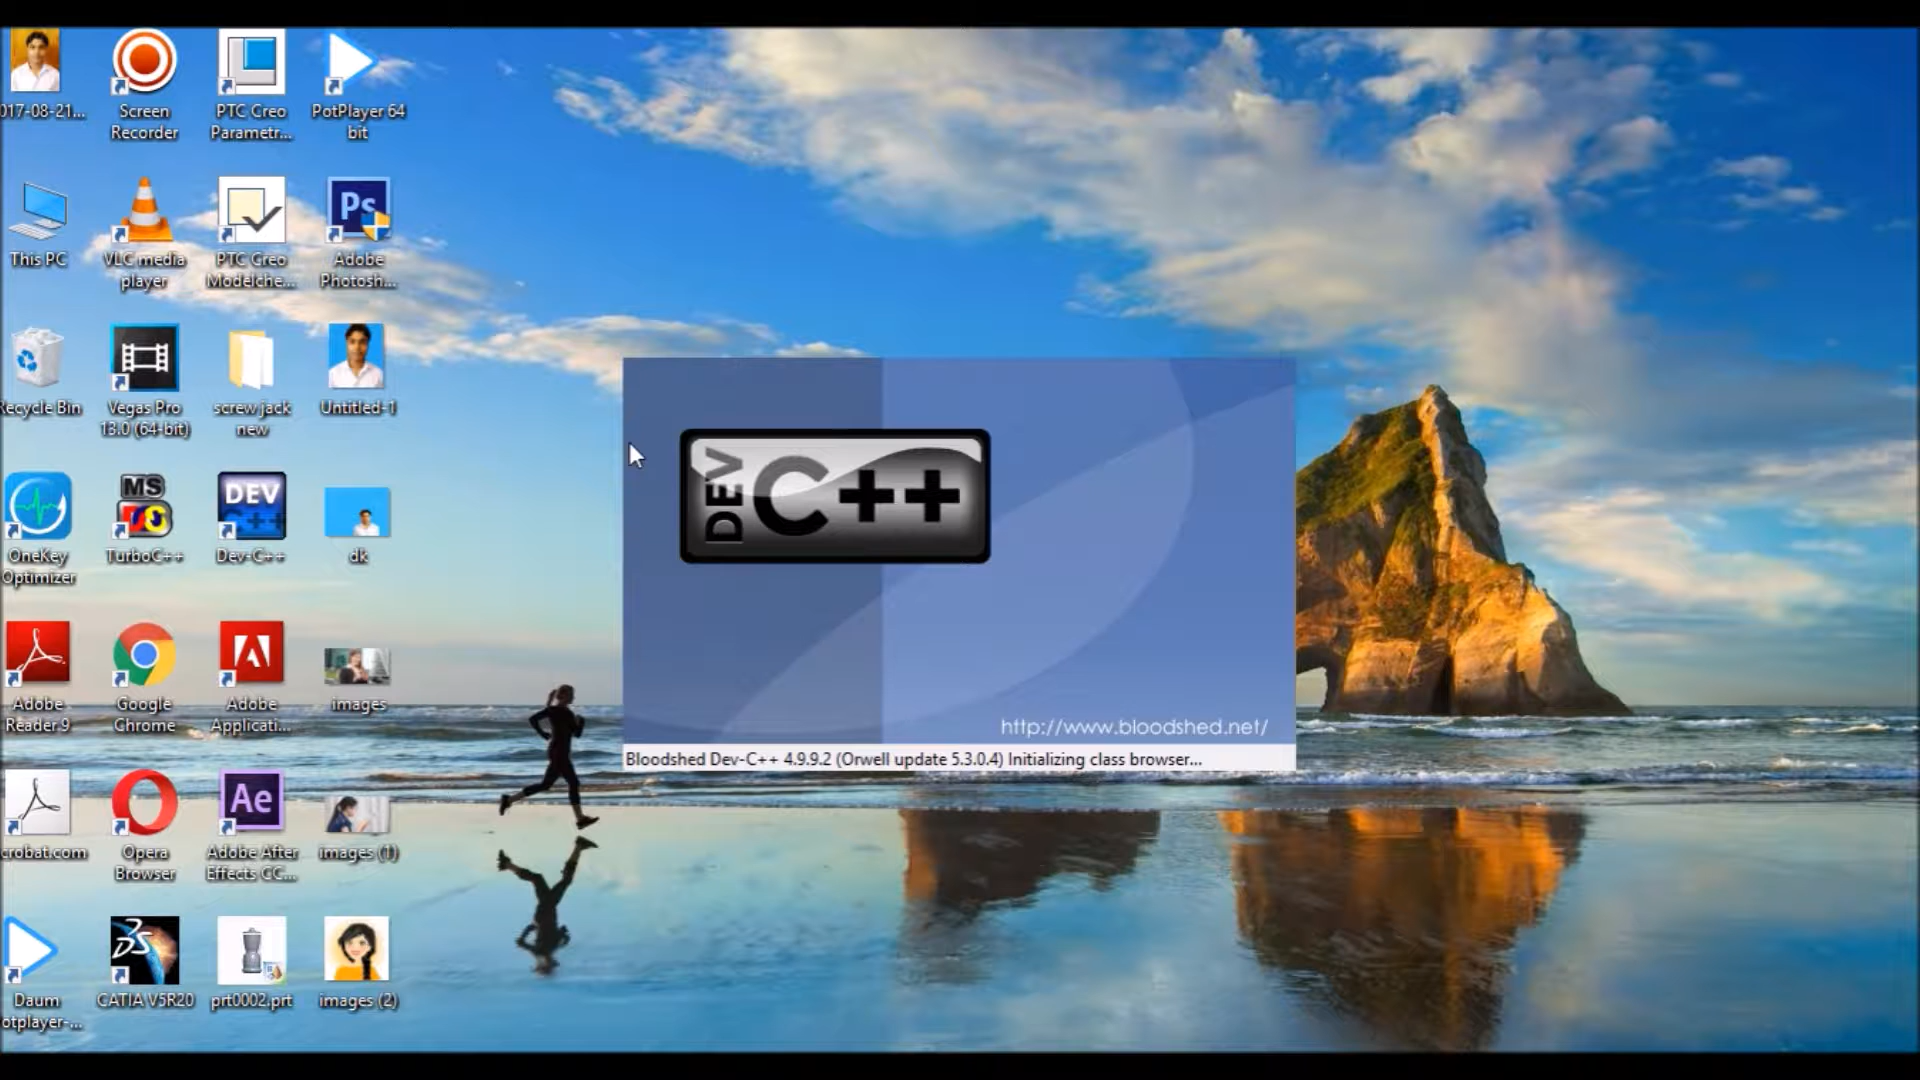 017-08-21...
Screen
Recorder
PTC Creo
Parametr...
PotPlayer 64
bit
This PC
VLC media
player
PTC Creo
Modelche...
Ps
Adobe
Photosh...
Recycle Bin
Vegas Pro
13.0 (64-bit)
screw jack
new
Untitled-1
OneKey
Optimizer
MS
TurboC++
DEV
C++
Dev-C++
dk
DEV C++
Adobe
Reader 9
Google
Chrome
Adobe
Applicati...
images
http://www.bloodshed.net/
Bloodshed Dev-C++ 4.9.9.2 (Orwell update 5.3.0.4) Initializing class browser...
crobat.com
Opera
Browser
Ae
Adobe After
Effects CC...
images (1)
Daum
otplayer-...
DS
CATIA V5R20
prt0002.prt
images (2)